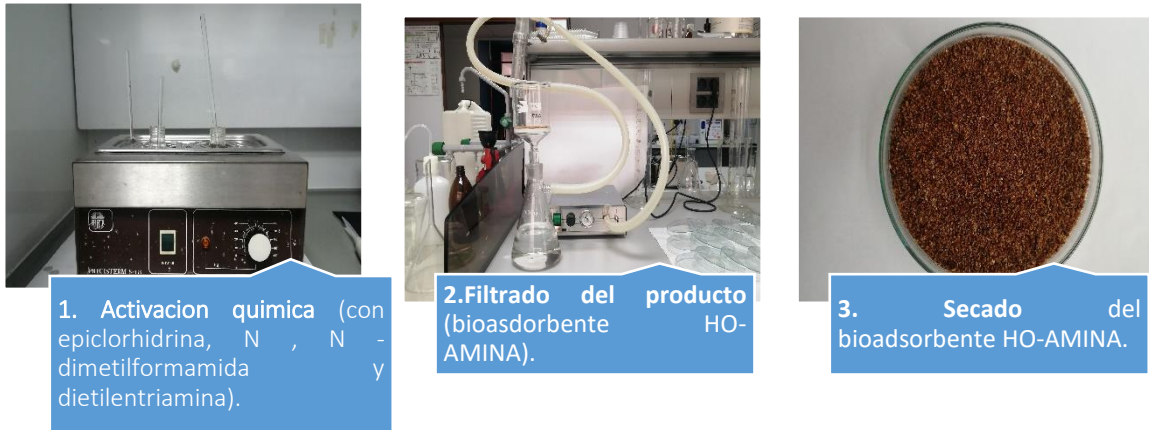 1. Activacion quimica (con
epiclorhidrina, N , N -
dimetilformamida y
dietilentriamina).
2.Filtrado del producto
(bioasdorbente HO-
AMINA).
3. Secado del
bioadsorbente HO-AMINA.